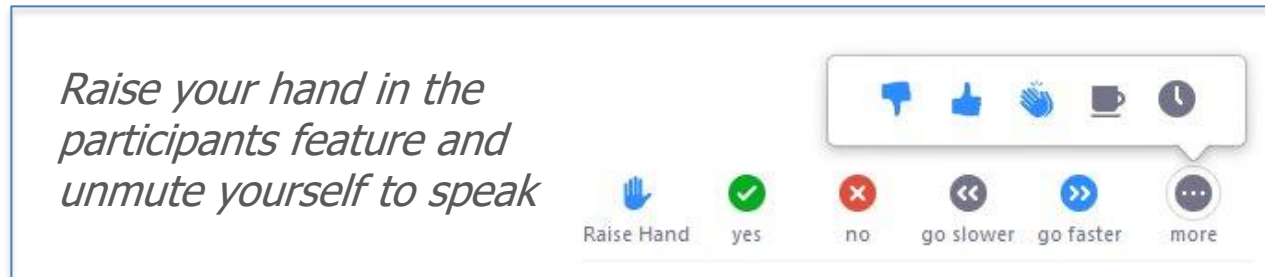 Raise your hand in the
participants feature and
unmute yourself to speak
Raise Hand yes no go slower go faster more